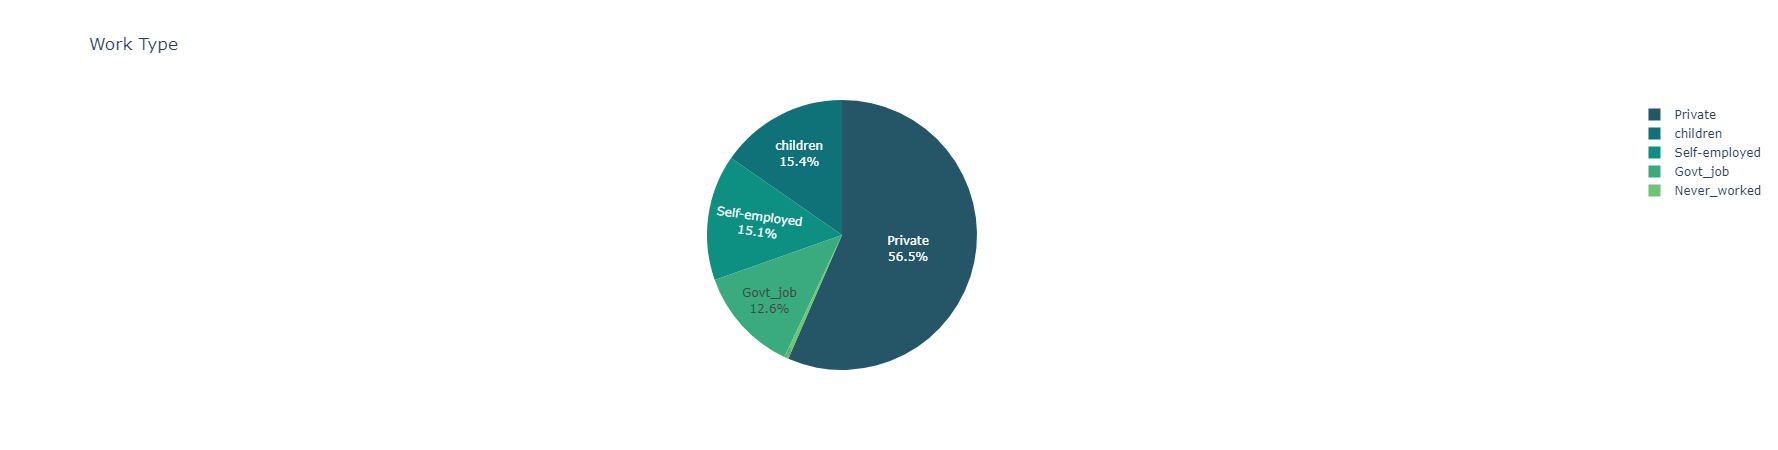 Work Type
children
15.4%
Self-employed
15.1%
Private
56.5%
Govt_job
12.6%
Private
children
Self-employed
Govt_job
Never_worked